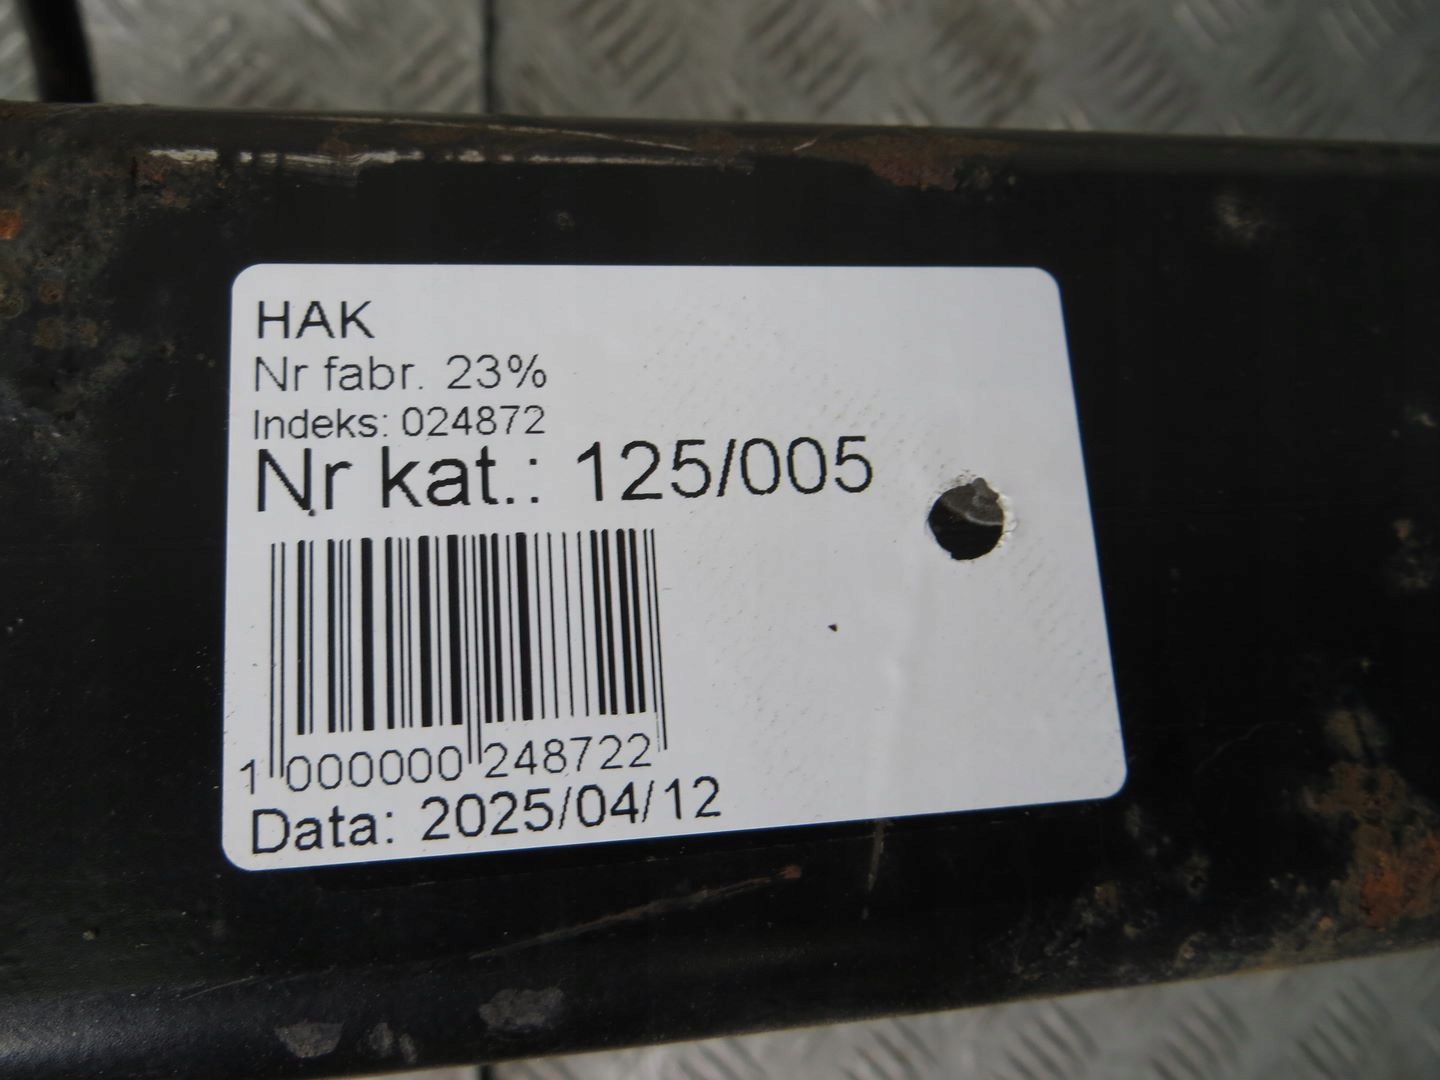 HAK
Nr fabr. 23%
Indeks: 024872
Nr kat.: 125/005
1 000000 248722
Data: 2025/04/12